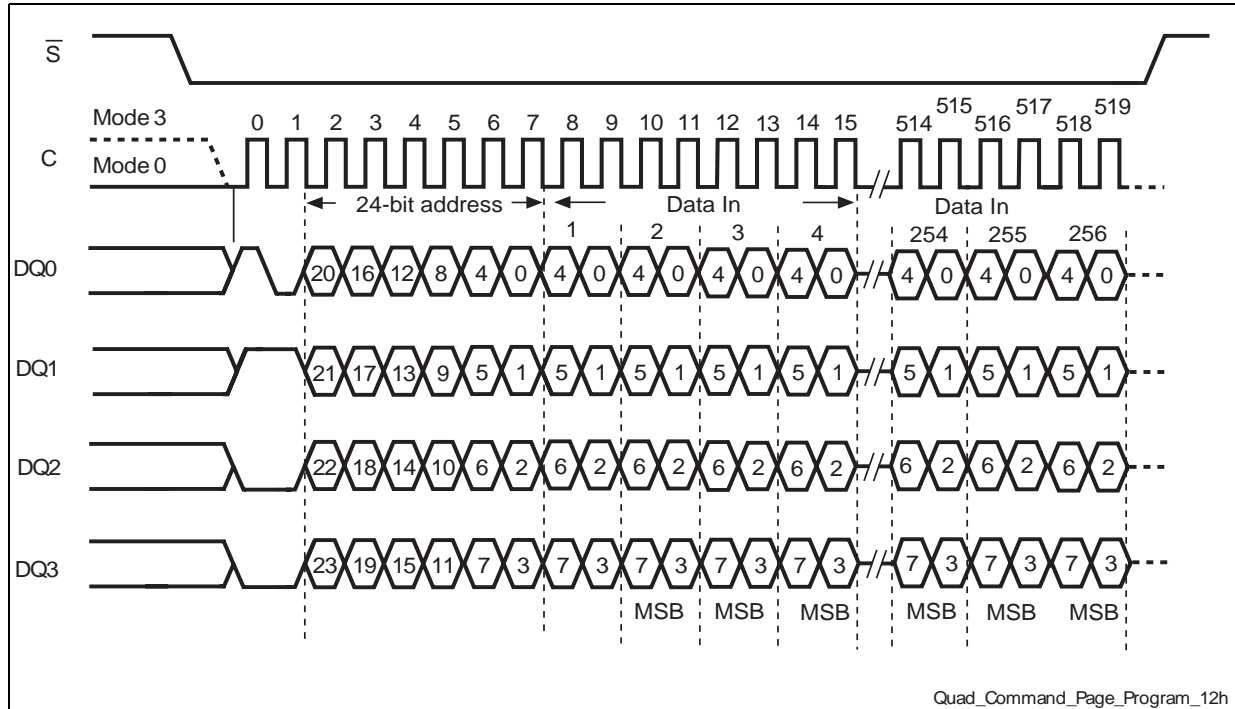 S
Mode 3
0 1 2 3 4 5 6 7 8 9 10 11 12 13 14 15 514 515 516 517 518 519
C
Mode 0
24-bit address Data In Data In
1 2 3 4 254 255 256
DQ0 20 16 12 8 4 0 4 0 4 0 4 0 4 0 4 0 4 0 4 0
DQ1 21 17 13 9 5 1 5 1 5 1 5 1 5 1 5 1 5 1 5 1
DQ2 22 18 14 10 6 2 6 2 6 2 6 2 6 2 6 2 6 2 6 2
DQ3 23 19 15 11 7 3 7 3 7 3 7 3 7 3 7 3 7 3 7 3
MSB MSB MSB MSB MSB MSB
Quad_Command_Page_Program_12h